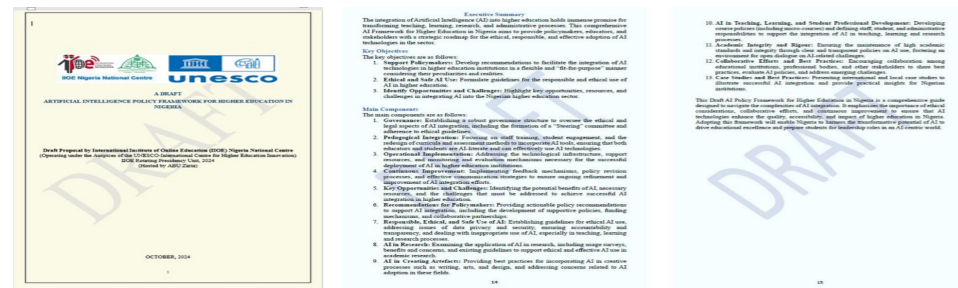 iioe
IIOE Nigeria National Centre
unesco
A DRAFT
ARTIFICIAL INTELLIGENCE POLICY FRAMEWORK FOR HIGHER EDUCATION IN
NIGERIA
Draft Proposal by International Institute of Online Education (IIOE) Nigeria National Centre
(Operating under the Auspices of the UNESCO-International Centre for Higher Education Innovation)
IIOE Rotating Presidency Unit, 2024
(Hosted by ABU Zaria)
OCTOBER, 2024
DRAFT
Executive Summary
The integration of Artificial Intelligence (AI) into higher education holds immense promise for
transforming teaching, learning, research, and administrative processes. This comprehensive
AI Framework for Higher Education in Nigeria aims to provide policymakers, educators, and
stakeholders with a strategic roadmap for the ethical, responsible, and effective adoption of AI
technologies in the sector.
Key Objectives
The key objectives are as follows:
1. Support Policymakers: Develop recommendations to facilitate the integration of AI
technologies in higher education institutions in a flexible and "fit-for-purpose" manner
considering their peculiarities and realities.
2. Ethical and Safe AI Use: Formulate guidelines for the responsible and ethical use of
AI in higher education.
3. Identify Opportunities and Challenges: Highlight key opportunities, resources, and
challenges in integrating AI into the Nigerian higher education sector.
Main Components
The main components are as follows:
1. Governance: Establishing a robust governance structure to oversee the ethical and
legal aspects of AI integration, including the formation of a "Steering" committee and
adherence to ethical guidelines.
2. Pedagogical Integration: Focusing on staff training, student engagement, and the
redesign of curricula and assessment methods to incorporate AI tools, ensuring that both
educators and students are AI-literate and can effectively use AI technologies.
3. Operational Implementation: Addressing the technological infrastructure, support
resources, and monitoring and evaluation mechanisms necessary for the successful
deployment of AI in higher education institutions.
4. Continuous Improvement: Implementing feedback mechanisms, policy revision
processes, and effective communication strategies to ensure ongoing refinement and
improvement of AI integration efforts.
5. Key Opportunities and Challenges: Identifying the potential benefits of AI, necessary
resources, and the challenges that must be addressed to achieve successful AI
integration in higher education.
6. Recommendations for Policymakers: Providing actionable policy recommendations
to support AI integration, including the development of supportive policies, funding
mechanisms, and collaborative partnerships.
7. Responsible, Ethical, and Safe Use of AI: Establishing guidelines for ethical AI use,
addressing issues of data privacy and security, ensuring accountability and
transparency, and dealing with inappropriate use of AI, especially in teaching, learning
and research processes.
8. AI in Research: Examining the application of AI in research, including usage surveys,
benefits and concerns, and existing guidelines to support ethical and effective AI use in
academic research.
9. AI in Creating Artefacts: Providing best practices for incorporating AI in creative
processes such as writing, arts, and design, and addressing concerns related to AI
adoption in these fields.
14
DRAFT
10. AI in Teaching, Learning, and Student Professional Development: Developing
course policies (including micro-courses) and defining staff, student, and administrative
responsibilities to support the integration of AI in teaching, learning and research
processes.
11. Academic Integrity and Rigour: Ensuring the maintenance of high academic
standards and integrity through clear and transparent policies on AI use, fostering an
environment for open dialogue on AI-related challenges.
12. Collaborative Efforts and Best Practices: Encouraging collaboration among
educational institutions, professional bodies, and other stakeholders to share best
practices, evaluate AI policies, and address emerging challenges.
13. Case Studies and Best Practices: Presenting international and local case studies to
illustrate successful AI integration and provide practical insights for Nigerian
institutions.
This Draft AI Policy Framework for Higher Education in Nigeria is a comprehensive guide
designed to navigate the complexities of AI integration. It emphasizes the importance of ethical
considerations, collaborative efforts, and continuous improvement to ensure that AI
technologies enhance the quality, accessibility, and impact of higher education in Nigeria.
Adopting this framework will enable Nigeria to harness the transformative potential of AI to
drive educational excellence and prepare students for leadership roles in an AI-centric world.
15
DRAFT